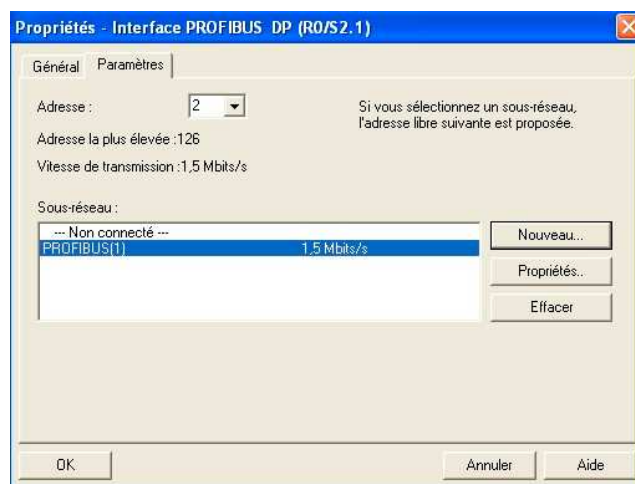 Propriétés - Interface PROFIBUS DP (R0/S2.1)
Général Paramètres
Adresse : 2
Si vous sélectionnez un sous-réseau,
l'adresse libre suivante est proposée.
Adresse la plus élevée :126
Vitesse de transmission :1,5 Mbits/s
Sous-réseau :
--- Non connecté ---
PROFIBUS(1) 1,5 Mbits/s
Nouveau...
Propriétés..
Effacer
OK Annuler Aide